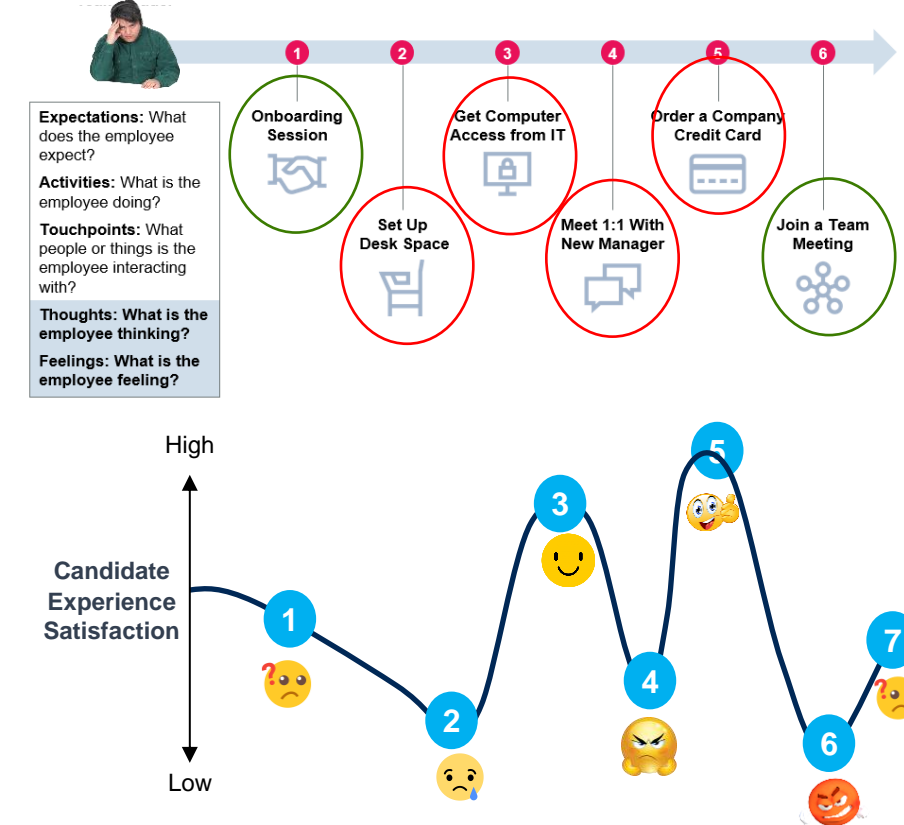 1
2
3
4
5
6
Onboarding
Session
Get Computer
Access from IT
Order a Company
Credit Card
Set Up
Desk Space
Meet 1:1 With
New Manager
Join a Team
Meeting
Expectations: What
does the employee
expect?
Activities: What is the
employee doing?
Touchpoints: What
people or things is the
employee interacting
with?
Thoughts: What is the
employee thinking?
Feelings: What is the
employee feeling?
High
Candidate
Experience
Satisfaction
Low
1
?
2
3
4
5
6
7
?